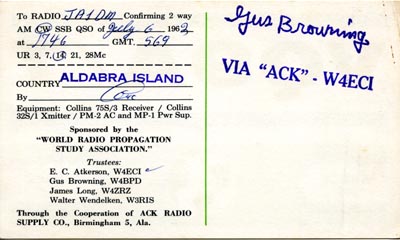 To RADIO JA1DM Confirming 2 way
AM CW SSB QSO of July 6 1962
at 1746 GMT. 569
UR 3, 7, 14 21, 28Mc
COUNTRY ALDABRA ISLAND
By
Equipment: Collins 75S/3 Receiver / Collins
32S/1 Xmitter / PM-2 AC and MP-1 Pwr Sup.
Sponsored by the
"WORLD RADIO PROPAGATION
STUDY ASSOCIATION."
Trustees:
E. C. Atkerson, W4ECI
Gus Browning, W4BPD
James Long, W4ZRZ
Walter Wendelken, W3RIS
Through the Cooperation of ACK RADIO
SUPPLY CO., Birmingham 5, Ala.
Gus Browning
VIA "ACK" - W4ECI